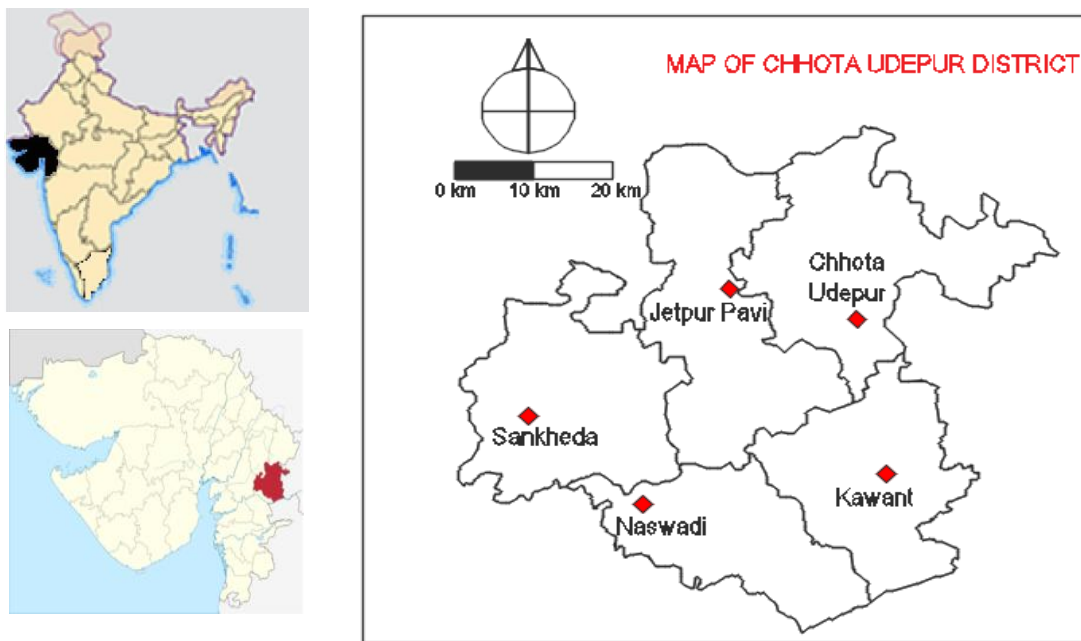 MAP OF CHHOTA UDEPUR DISTRICT
0 km 10 km 20 km
Chhota
Udepur
Jetpur Pavi
Sankheda
Kawant
Naswadi